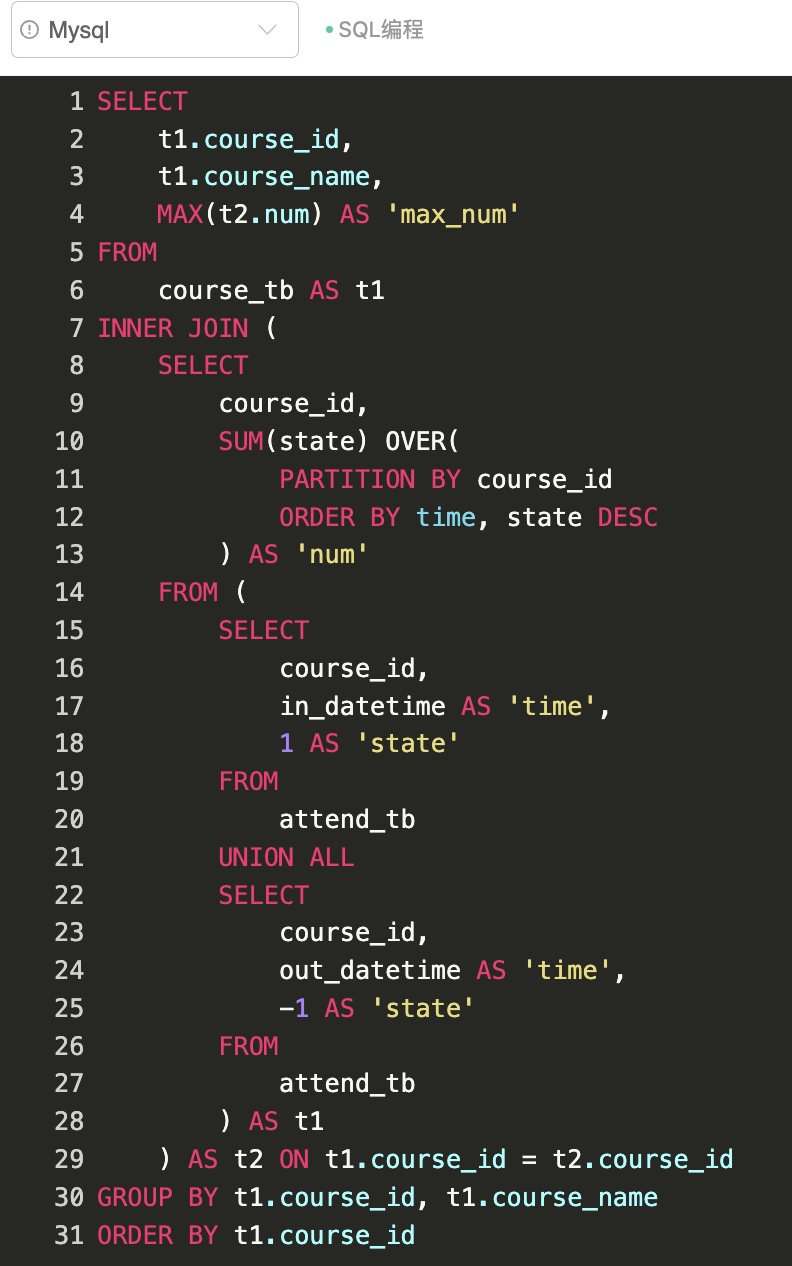 Mysql
SQL编程
1 SELECT
2     t1.course_id,
3     t1.course_name,
4     MAX(t2.num) AS 'max_num'
5 FROM
6     course_tb AS t1
7 INNER JOIN (
8     SELECT
9         course_id,
10         SUM(state) OVER(
11             PARTITION BY course_id
12             ORDER BY time, state DESC
13         ) AS 'num'
14     FROM (
15         SELECT
16             course_id,
17             in_datetime AS 'time',
18             1 AS 'state'
19         FROM
20             attend_tb
21         UNION ALL
22         SELECT
23             course_id,
24             out_datetime AS 'time',
25             -1 AS 'state'
26         FROM
27             attend_tb
28         ) AS t1
29     ) AS t2 ON t1.course_id = t2.course_id
30 GROUP BY t1.course_id, t1.course_name
31 ORDER BY t1.course_id